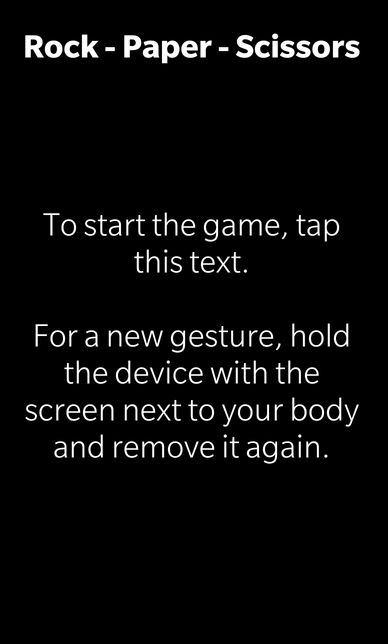 Rock - Paper - Scissors
To start the game, tap
this text.
For a new gesture, hold
the device with the
screen next to your body
and remove it again.